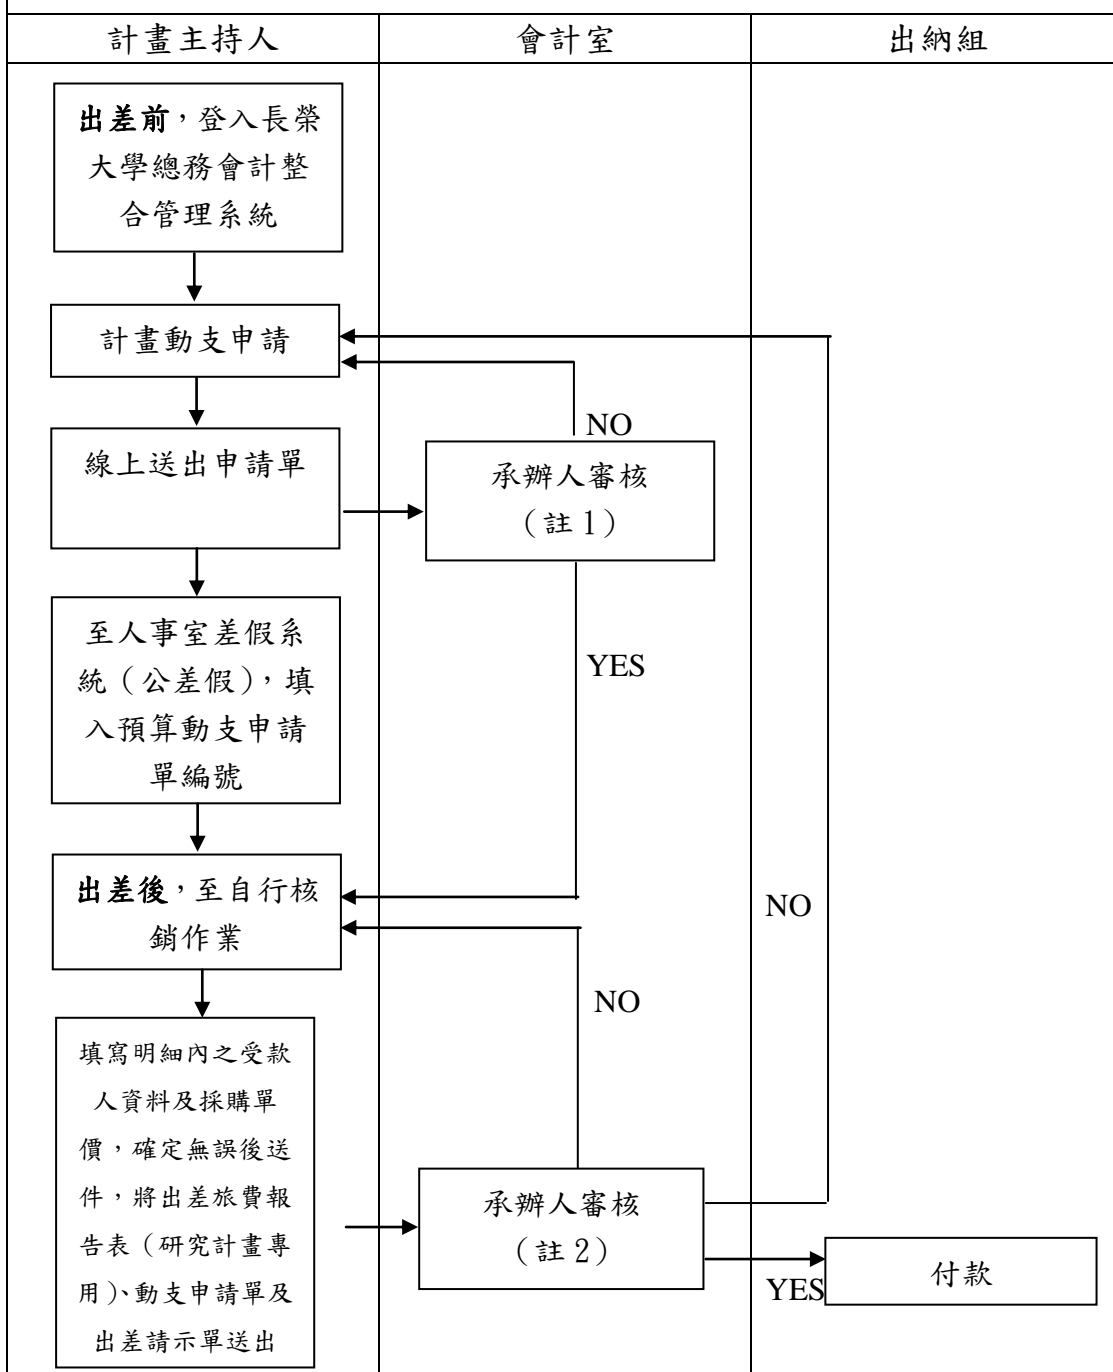 計畫主持人
會計室
出納組
出差前，登入長榮
大學總務會計整
合管理系統
計畫動支申請
NO
線上送出申請單
承辦人審核
（註1）
至人事室差假系
統（公差假），填
入預算動支申請
單編號
YES
出差後，至自行核
銷作業
NO
NO
填寫明細內之受款
人資料及採購單
價，確定無誤後送
件，將出差旅費報
告表（研究計畫專
用）、動支申請單及
出差請示單送出
承辦人審核
（註2）
YES
付款